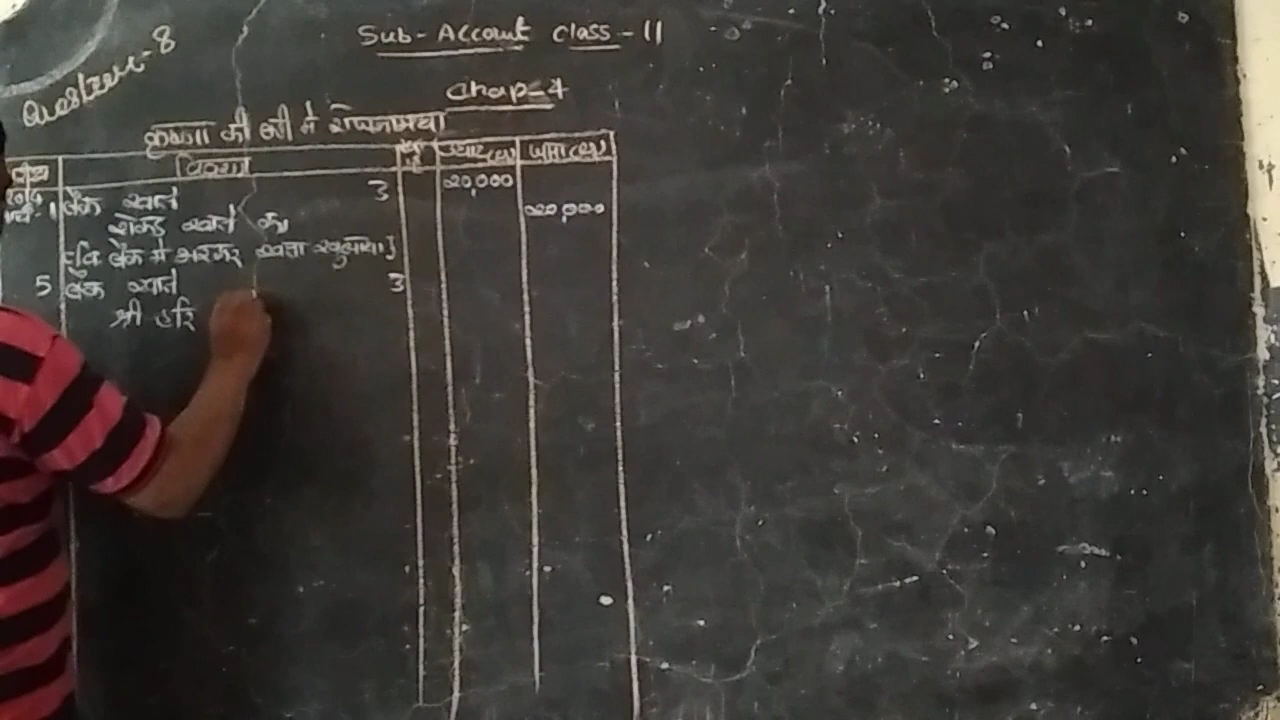 Question-8
Sub-Account Class-11
Chap-4
की बही में रोजनामचा
विवरण उधार(रु) जमा(रु)
बैंक खाते 3 20,000
रोकड़ खाते का 20,000
[वि बैंक में भरकर खाता खुलवाया]
5 बैंक खाते 3
श्री हरि